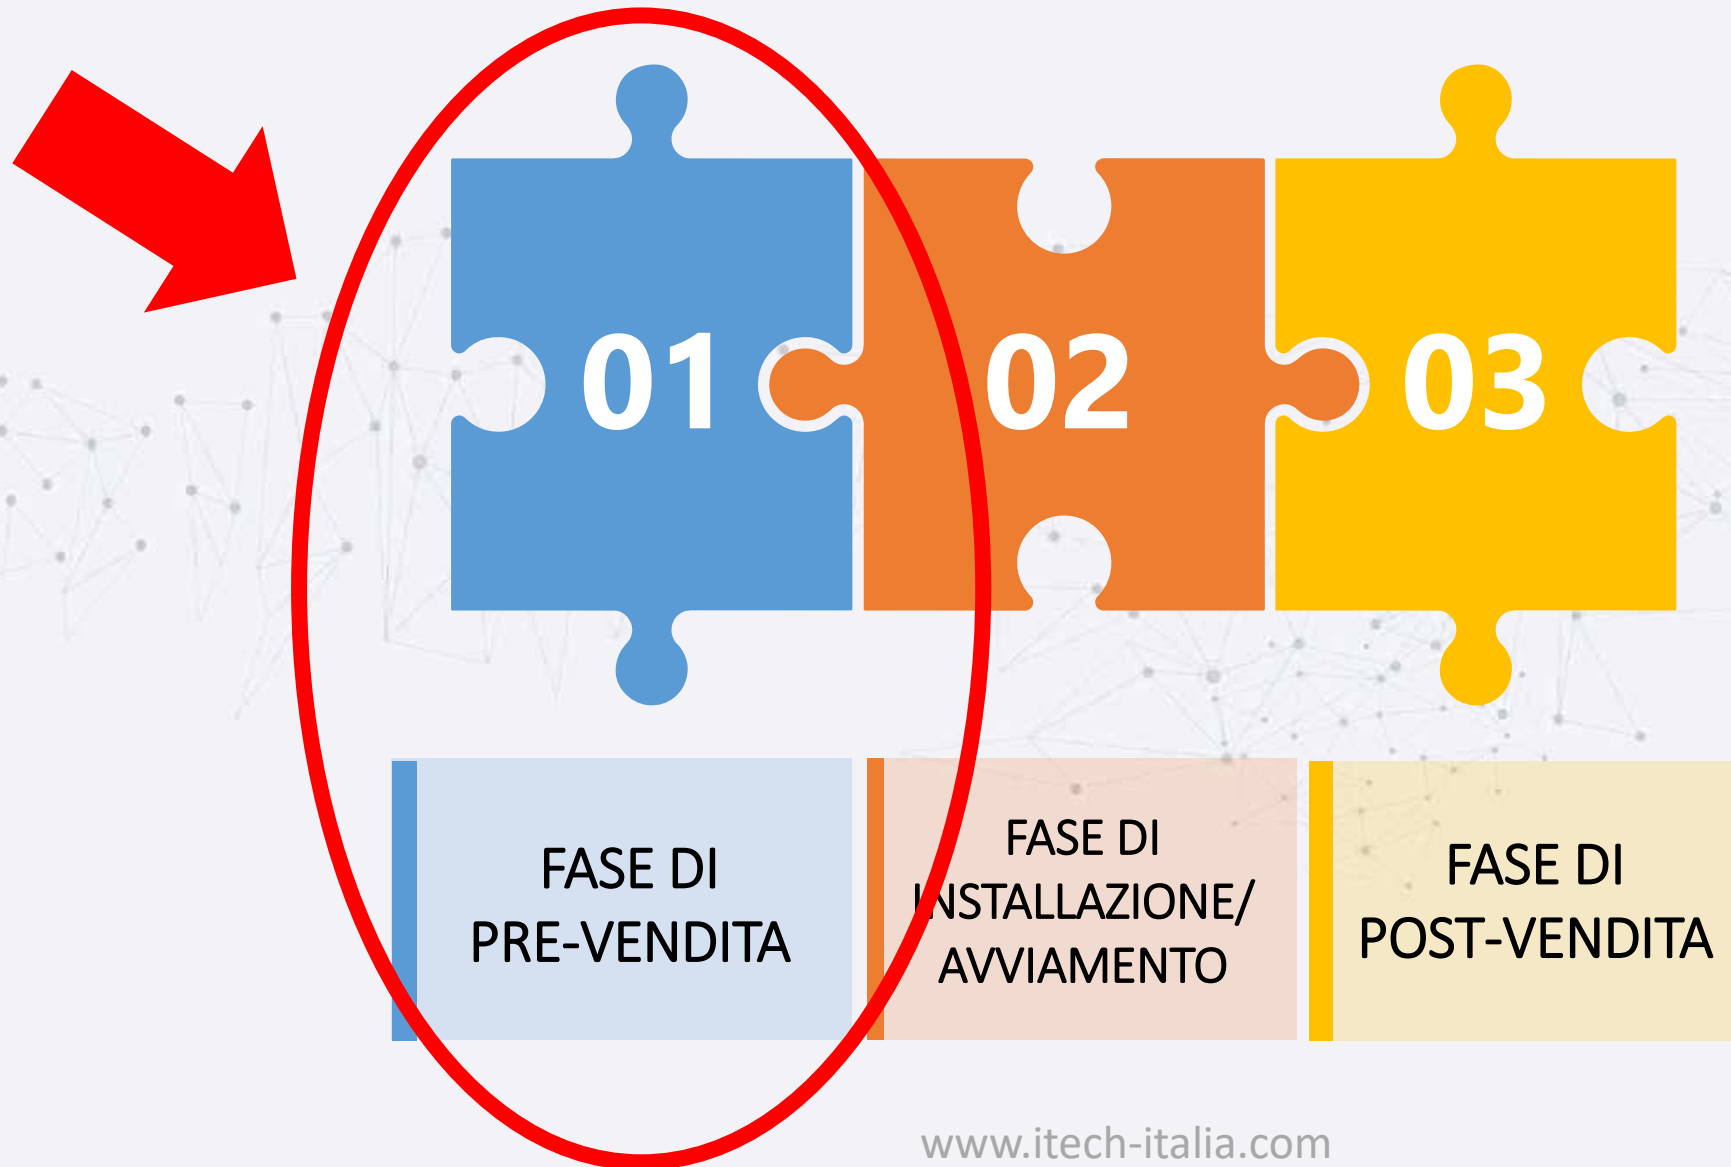 01
02
03
FASE DI
PRE-VENDITA
FASE DI
INSTALLAZIONE/
AVVIAMENTO
FASE DI
POST-VENDITA
www.itech-italia.com